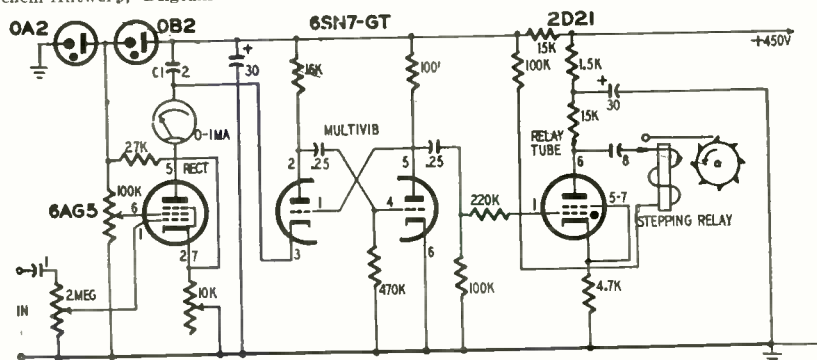 0A2
0B2
6SN7-GT
2D21
+450V
15K
C1
2
+
30
16K
100'
100K
1.5K
+
30
0-1MA
MULTIVIB
15K
RELAY
TUBE
27K
5
RECT
2
.25
5
.25
6
8
6AG5
100K
6
1
1
4
220K
1
5-7
STEPPING RELAY
2 7
3
6
1
2MEG
10K
470K
100K
4.7K
IN